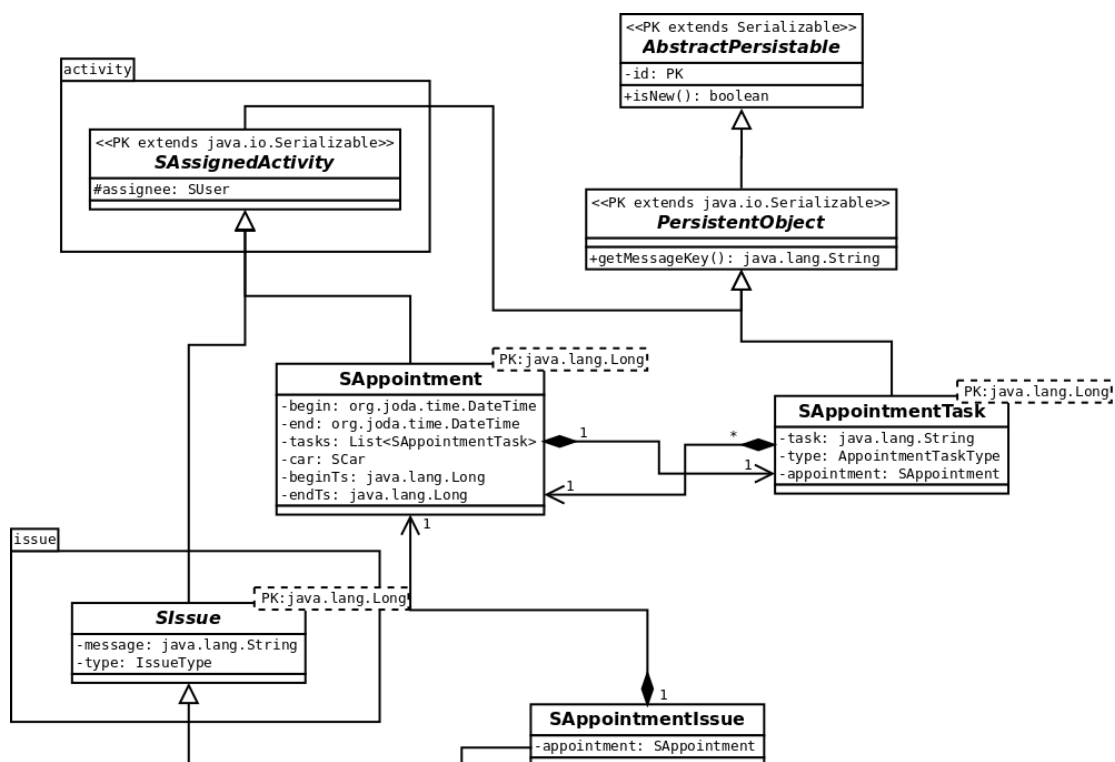 <<PK extends Serializable>>
AbstractPersistable
-id: PK
+isNew(): boolean
activity
<<PK extends java.io.Serializable>>
SAssignedActivity
#assignee: SUser
<<PK extends java.io.Serializable>>
PersistentObject
+getMessageKey(): java.lang.String
PK:java.lang.Long
SAppointment
-begin: org.joda.time.DateTime
-end: org.joda.time.DateTime
-tasks: List<SAppointmentTask>
-car: SCar
-beginTs: java.lang.Long
-endTs: java.lang.Long
1
1
*
1
PK:java.lang.Long
SAppointmentTask
-task: java.lang.String
-type: AppointmentTaskType
-appointment: SAppointment
1
issue
PK:java.lang.Long
SIssue
-message: java.lang.String
-type: IssueType
1
SAppointmentIssue
-appointment: SAppointment